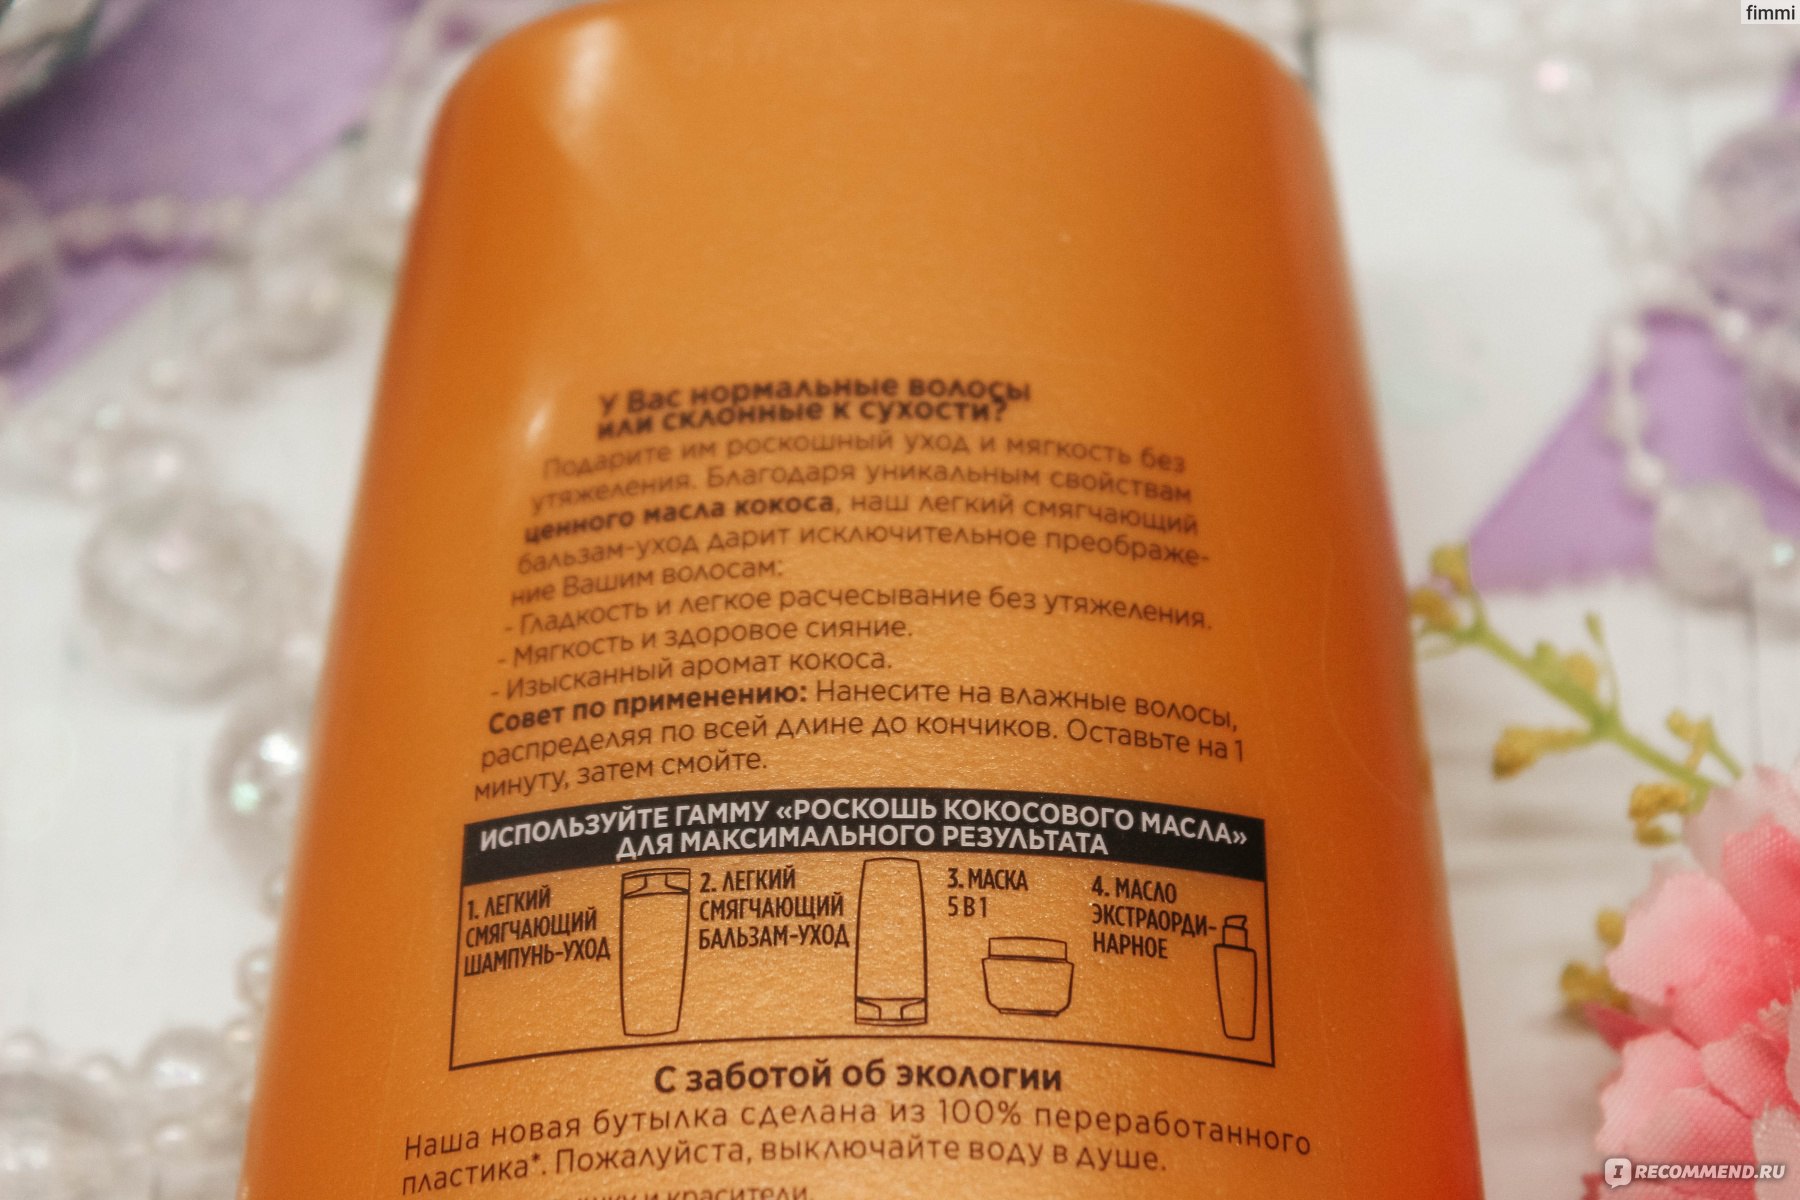 fimmi
У Вас нормальные волосы
или склонные к сухости?
Подарите им роскошный уход и мягкость без
утяжеления. Благодаря уникальным свойствам
ценного масла кокоса, наш легкий смягчающий
бальзам-уход дарит исключительное преображе-
ние Вашим волосам:
- Гладкость и легкое расчесывание без утяжеления.
- Мягкость и здоровое сияние.
- Изысканный аромат кокоса.
Совет по применению: Нанесите на влажные волосы,
распределяя по всей длине до кончиков. Оставьте на 1
минуту, затем смойте.
ИСПОЛЬЗУЙТЕ ГАММУ «РОСКОШЬ КОКОСОВОГО МАСЛА»
ДЛЯ МАКСИМАЛЬНОГО РЕЗУЛЬТАТА
1. ЛЕГКИЙ
СМЯГЧАЮЩИЙ
ШАМПУНЬ-УХОД
2. ЛЕГКИЙ
СМЯГЧАЮЩИЙ
БАЛЬЗАМ-УХОД
3. МАСКА
5 В 1
4. МАСЛО
ЭКСТРАОРДИ-
НАРНОЕ
С заботой об экологии
Наша новая бутылка сделана из 100% переработанного
пластика*. Пожалуйста, выключайте воду в душе.
и красители.
I RECOMMEND.RU